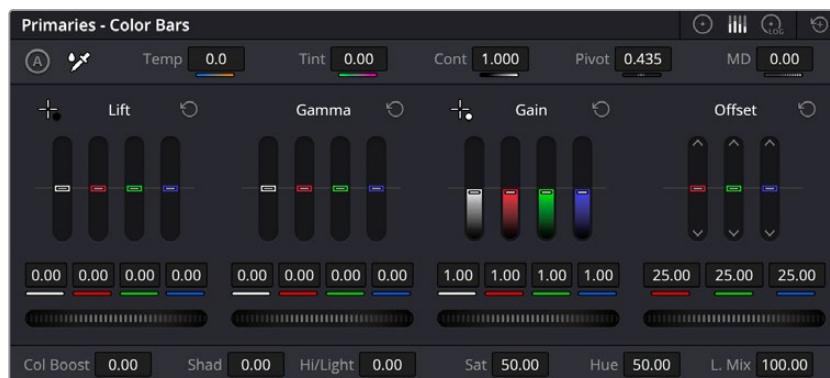 Primaries - Color Bars LOG
A Temp 0.0 Tint 0.00 Cont 1.000 Pivot 0.435 MD 0.00
Lift Gamma Gain Offset
0.00 0.00 0.00 0.00 0.00 0.00 0.00 0.00 1.00 1.00 1.00 1.00 25.00 25.00 25.00
Col Boost 0.00 Shad 0.00 Hi/Light 0.00 Sat 50.00 Hue 50.00 L. Mix 100.00